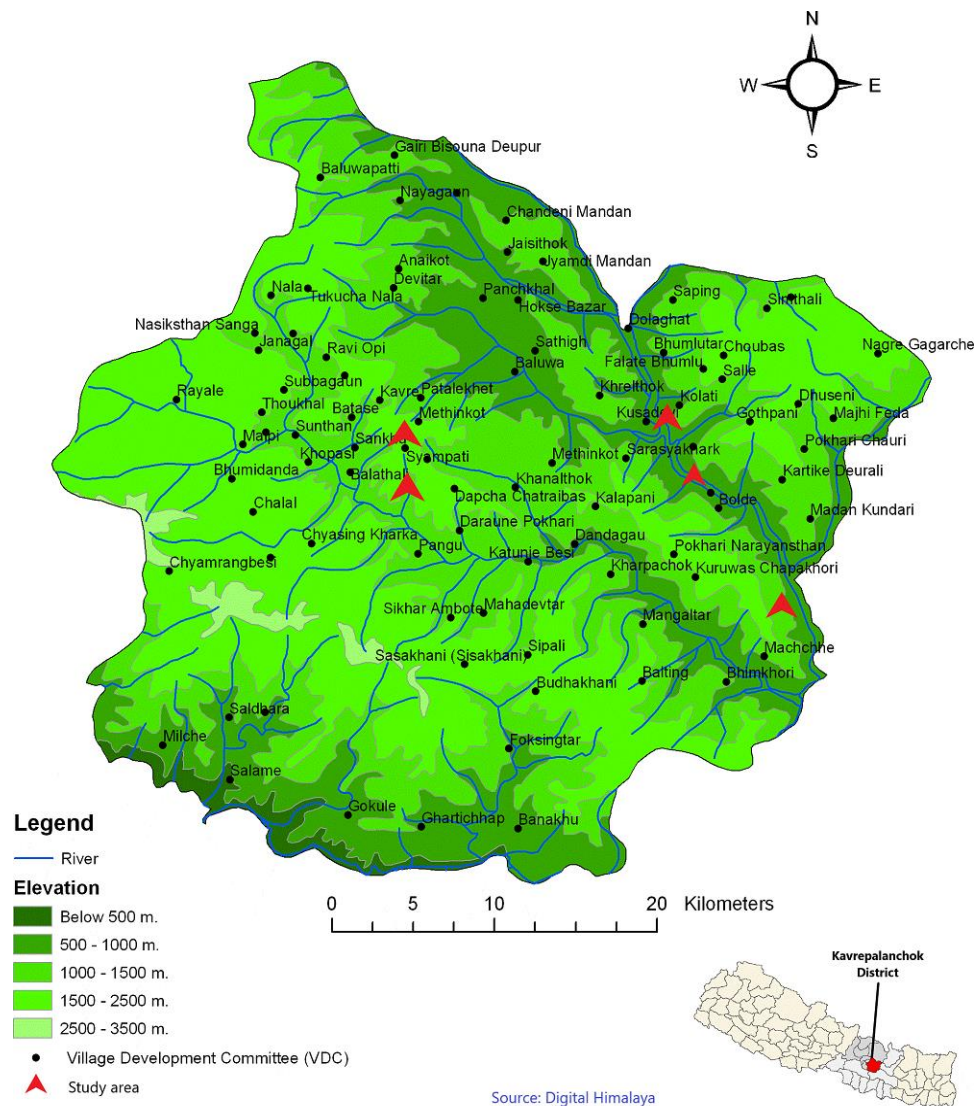 N
W
E
S
Gairi Bisouna Deupur
Baluwapatti
Nayagaon
Chandeni Mandan
Jaisithok
Jyamdi Mandan
Anaikot
Devitar
Nala
Tukucha Nala
Panchkhal
Hokse Bazar
Saping
Simthali
Dolaghat
Nasiksthan Sanga
Janagal
Ravi Opi
Sathigh
Baluwa
Bhumlutar
Choubas
Falate Bhumlu
Salle
Nagre Gagarche
Rayale
Subbagaun
Kavre
Patalekhet
Khrelthok
Kolati
Dhuseni
Thoukhal
Batase
Methinkot
Gothpani
Majhi Feda
Malpi
Sunthan
Sankhu
Syampati
Methinkot
Sarasyakhark
Pokhari Chauri
Khopasi
Bhumidanda
Balathali
Khanalthok
Kartike Deurali
Chalal
Dapcha Chatraibas
Kalapani
Bolde
Madan Kundari
Daraune Pokhari
Chyasing Kharka
Pangu
Dandagau
Katunje Besi
Pokhari Narayansthan
Chyamrangbesi
Kharpachok
Kuruwas Chapakhori
Sikhar Ambote
Mahadevtar
Mangaltar
Sipali
Sasakhani (Sisakhani)
Machchhe
Balting
Bhimkhori
Budhakhani
Saldhara
Milche
Foksingtar
Salame
Gokule
Ghartichhap
Banakhu
Legend
River
Elevation
Below 500 m.
500 - 1000 m.
1000 - 1500 m.
1500 - 2500 m.
2500 - 3500 m.
Village Development Committee (VDC)
Study area
0 5 10 20 Kilometers
Kavrepalanchok
District
Source: Digital Himalaya